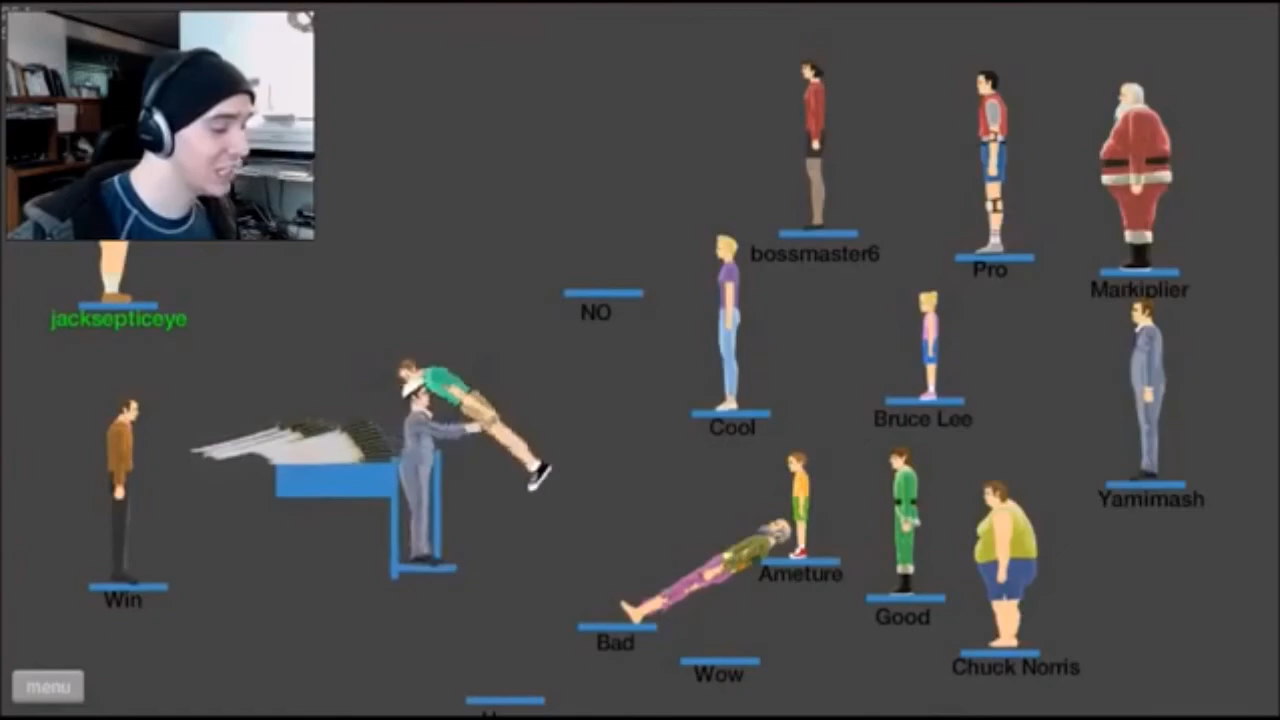 bossmaster6
Pro
Markiplier
jacksepticeye
NO
Cool
Bruce Lee
Yamimash
Win
Ameture
Good
Bad
Wow
Chuck Norris
menu